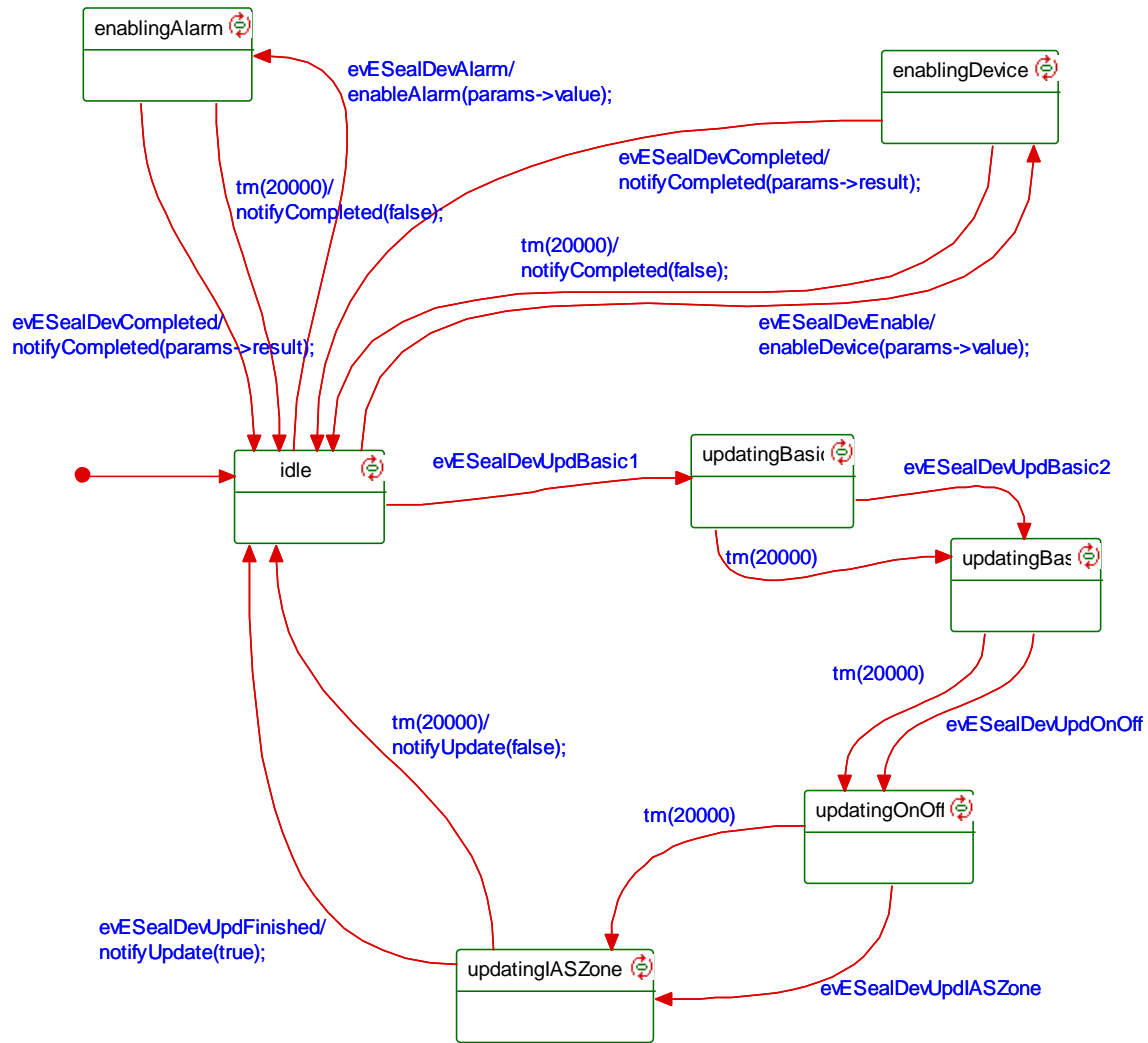 enablingAlarm
evESealDevAlarm/
enableAlarm(params->value);
enablingDevice
evESealDevCompleted/
notifyCompleted(params->result);
tm(20000)/
notifyCompleted(false);
tm(20000)/
notifyCompleted(false);
evESealDevCompleted/
notifyCompleted(params->result);
evESealDevEnable/
enableDevice(params->value);
idle
evESealDevUpdBasic1
updatingBasic
evESealDevUpdBasic2
tm(20000)
updatingBas
tm(20000)
evESealDevUpdOnOff
tm(20000)/
notifyUpdate(false);
updatingOnOff
tm(20000)
evESealDevUpdFinished/
notifyUpdate(true);
updatingIASZone
evESealDevUpdIASZone